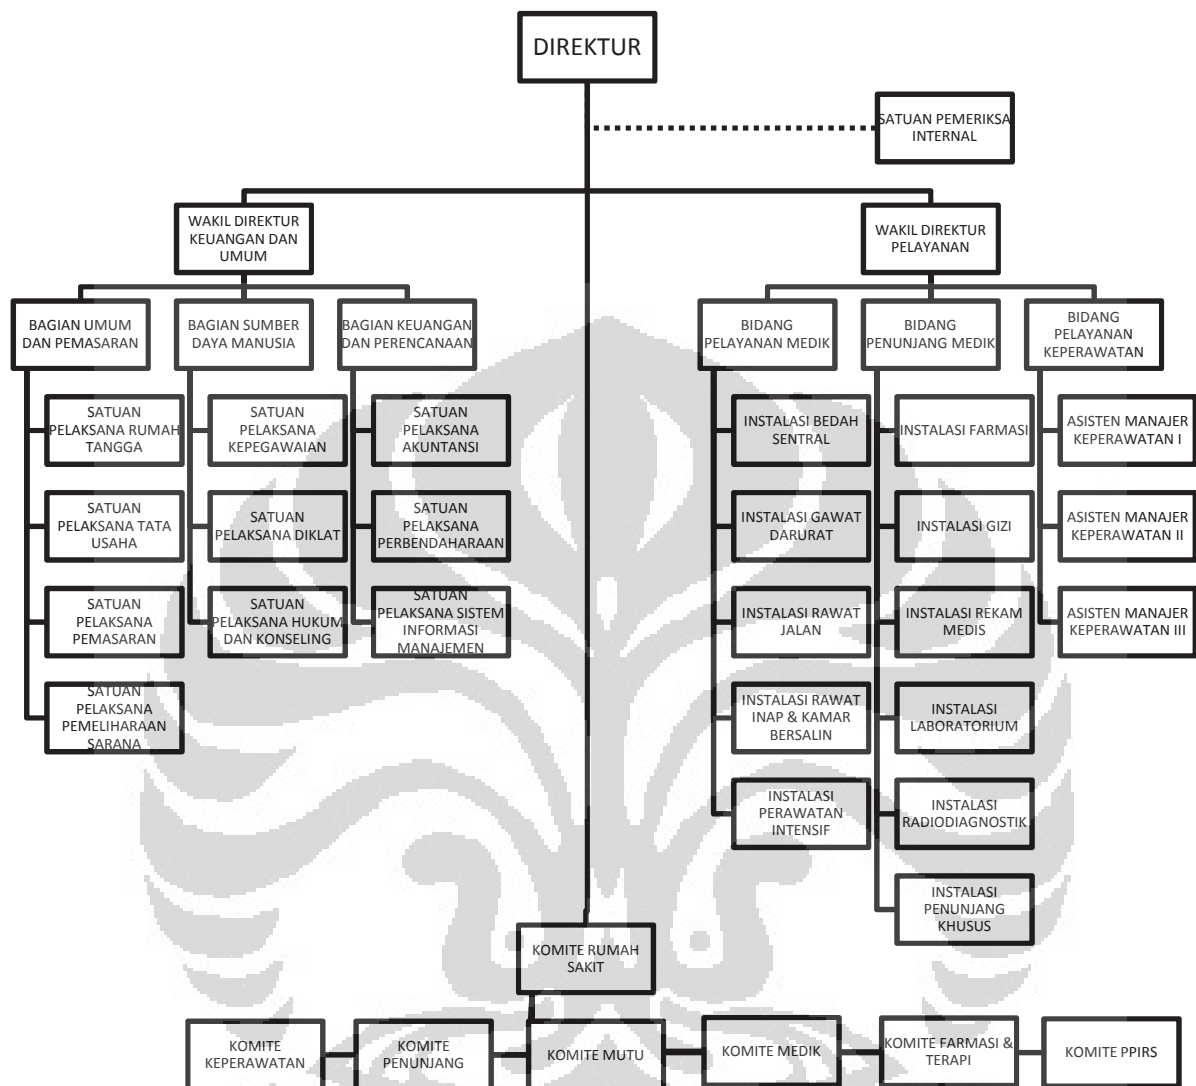 DIREKTUR
SATUAN PEMERIKSA
INTERNAL
WAKIL DIREKTUR
KEUANGAN DAN
UMUM
WAKIL DIREKTUR
PELAYANAN
BAGIAN UMUM
DAN PEMASARAN
BAGIAN SUMBER
DAYA MANUSIA
BAGIAN KEUANGAN
DAN PERENCANAAN
BIDANG
PELAYANAN MEDIK
BIDANG
PENUNJANG MEDIK
BIDANG
PELAYANAN
KEPERAWATAN
SATUAN
PELAKSANA RUMAH
TANGGA
SATUAN
PELAKSANA
KEPEGAWAIAN
SATUAN
PELAKSANA
AKUNTANSI
INSTALASI BEDAH
SENTRAL
INSTALASI FARMASI
ASISTEN MANAJER
KEPERAWATAN I
SATUAN
PELAKSANA TATA
USAHA
SATUAN
PELAKSANA DIKLAT
SATUAN
PELAKSANA
PERBENDAHARAAN
INSTALASI GAWAT
DARURAT
INSTALASI GIZI
ASISTEN MANAJER
KEPERAWATAN II
SATUAN
PELAKSANA
PEMASARAN
SATUAN
PELAKSANA HUKUM
DAN KONSELING
SATUAN
PELAKSANA SISTEM
INFORMASI
MANAJEMEN
INSTALASI RAWAT
JALAN
INSTALASI REKAM
MEDIS
ASISTEN MANAJER
KEPERAWATAN III
SATUAN
PELAKSANA
PEMELIHARAAN
SARANA
INSTALASI RAWAT
INAP & KAMAR
BERSALIN
INSTALASI
LABORATORIUM
INSTALASI
PERAWATAN
INTENSIF
INSTALASI
RADIODIAGNOSTIK
INSTALASI
PENUNJANG
KHUSUS
KOMITE RUMAH
SAKIT
KOMITE
KEPERAWATAN
KOMITE
PENUNJANG
KOMITE MUTU
KOMITE MEDIK
KOMITE FARMASI &
TERAPI
KOMITE PPIRS